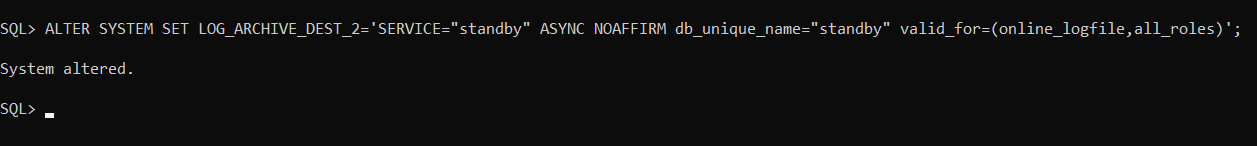 SQL> ALTER SYSTEM SET LOG_ARCHIVE_DEST_2='SERVICE="standby" ASYNC NOAFFIRM db_unique_name="standby" valid_for=(online_logfile,all_roles)';
System altered.
SQL>